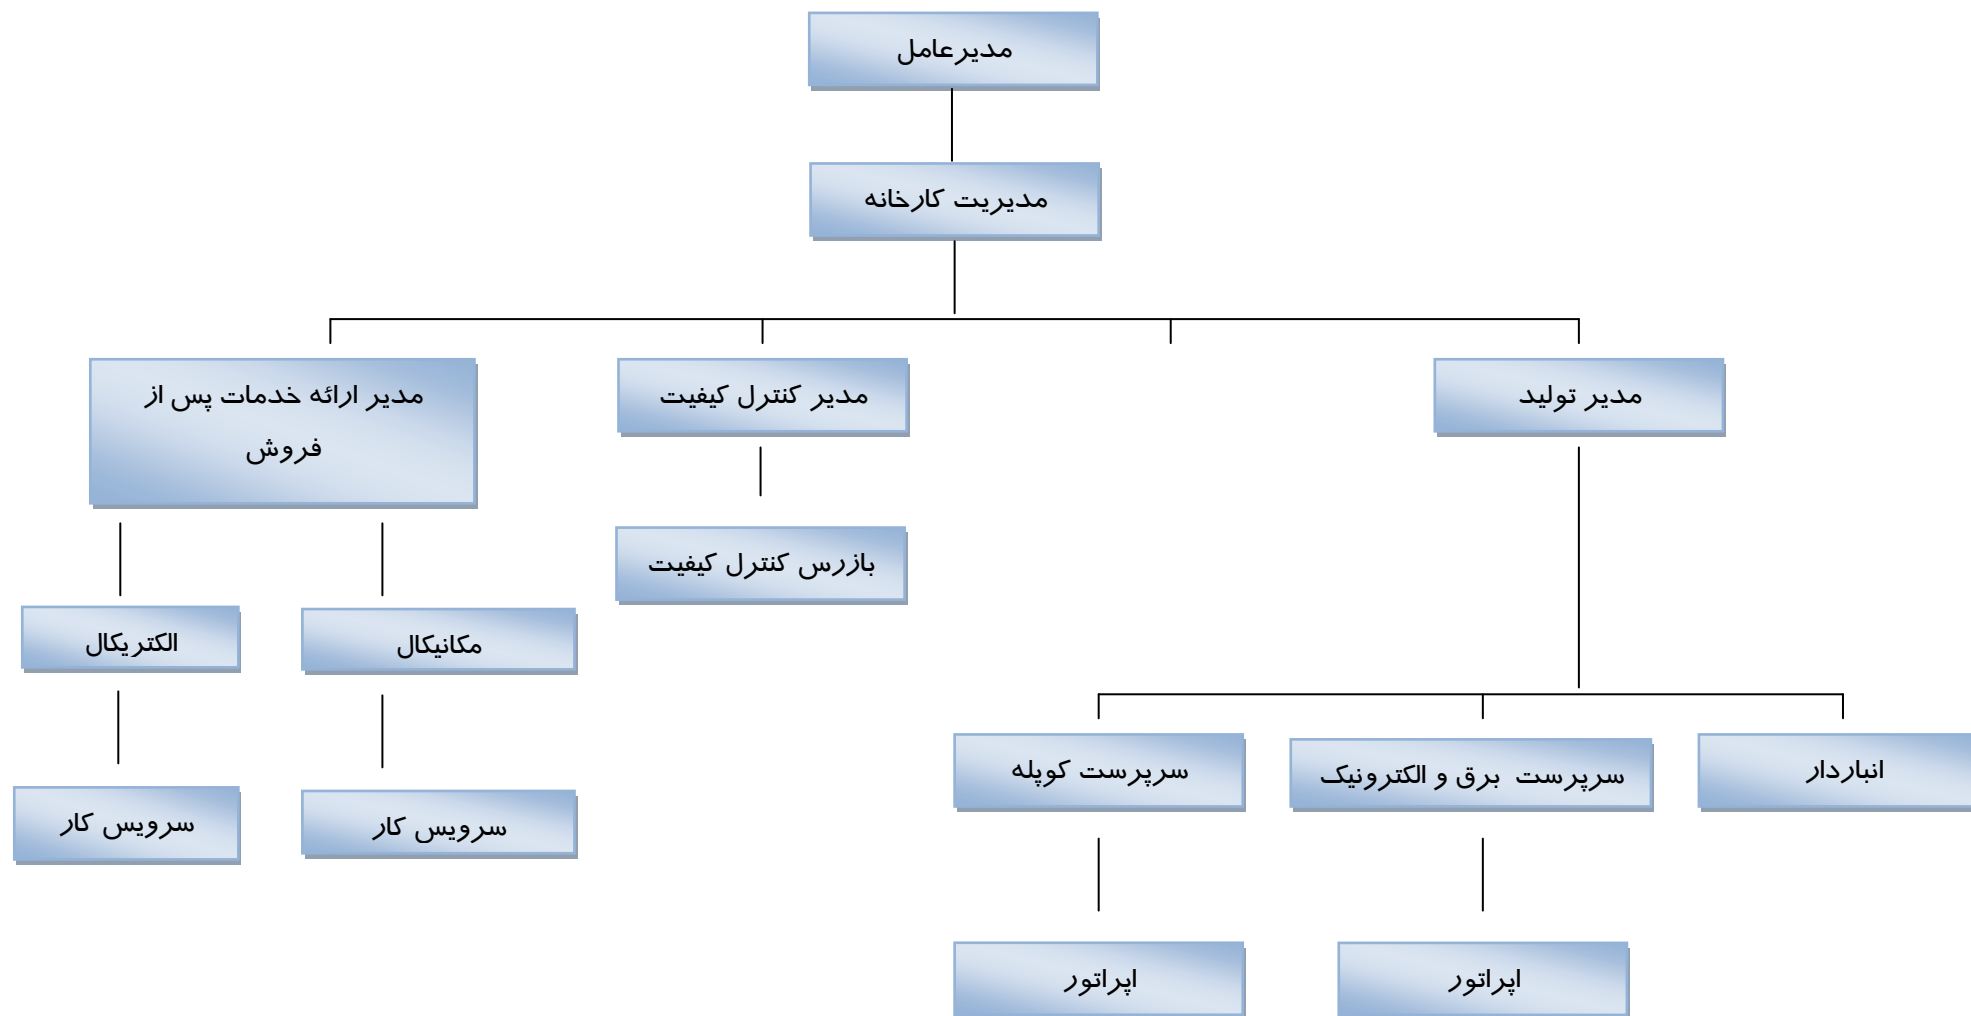 مدیرعامل
مدیریت کارخانه
مدیر تولید
مدیر کنترل کیفیت
مدیر ارائه خدمات پس از
فروش
بازرس کنترل کیفیت
مکانیکال
الکتریکال
انباردار
سرپرست برق و الکترونیک
سرپرست کوپله
سرویس کار
سرویس کار
اپراتور
اپراتور